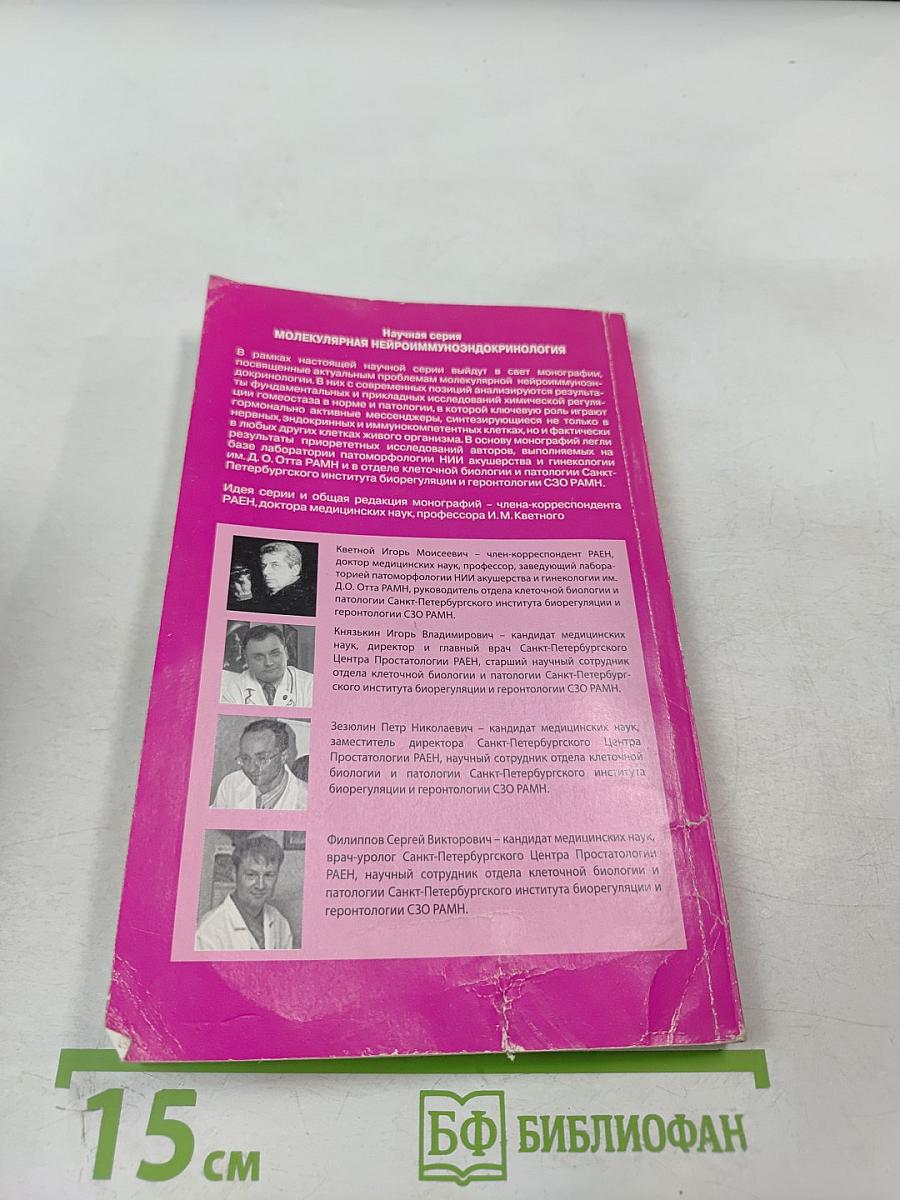 Научная серия
МОЛЕКУЛЯРНАЯ НЕЙРОИММУНОЭНДОКРИНОЛОГИЯ
В рамках настоящей научной серии выйдут в свет монографии,
посвященные актуальным проблемам молекулярной нейроиммуноэн-
докринологии. В них с современных позиций анализируются результа-
ты фундаментальных и прикладных исследований химической регуля-
ции гомеостаза в норме и патологии, в которой ключевую роль играют
гормонально активные мессенджеры, синтезирующиеся не только в
нервных, эндокринных и иммунокомпетентных клетках, но и фактически
в любых других клетках живого организма. В основу монографий легли
результаты приорететных исследований авторов, выполняемых на
базе лаборатории патоморфологии НИИ акушерства и гинекологии
им. Д. О. Отта РАМН и в отделе клеточной биологии и патологии Санкт-
Петербургского института биорегуляции и геронтологии СЗО РАМН.
Идея серии и общая редакция монографий – члена-корреспондента
РАЕН, доктора медицинских наук, профессора И. М. Кветного
Кветной Игорь Моисеевич – член-корреспондент РАЕН,
доктор медицинских наук, профессор, заведующий лабора-
торией патоморфологии НИИ акушерства и гинекологии им.
Д.О. Отта РАМН, руководитель отдела клеточной биологии и
патологии Санкт-Петербургского института биорегуляции и
геронтологии СЗО РАМН.
Князькин Игорь Владимирович – кандидат медицинских
наук, директор и главный врач Санкт-Петербургского
Центра Простатологии РАЕН, старший научный сотрудник
отдела клеточной биологии и патологии Санкт-Петербург-
ского института биорегуляции и геронтологии СЗО РАМН.
Зезюлин Петр Николаевич – кандидат медицинских наук,
заместитель директора Санкт-Петербургского Центра
Простатологии РАЕН, научный сотрудник отдела клеточной
биологии и патологии Санкт-Петербургского института
биорегуляции и геронтологии СЗО РАМН.
Филиппов Сергей Викторович – кандидат медицинских наук,
врач-уролог Санкт-Петербургского Центра Простатологии
РАЕН, научный сотрудник отдела клеточной биологии и
патологии Санкт-Петербургского института биорегуляции и
геронтологии СЗО РАМН.
15 см
БФ БИБЛИОФАН